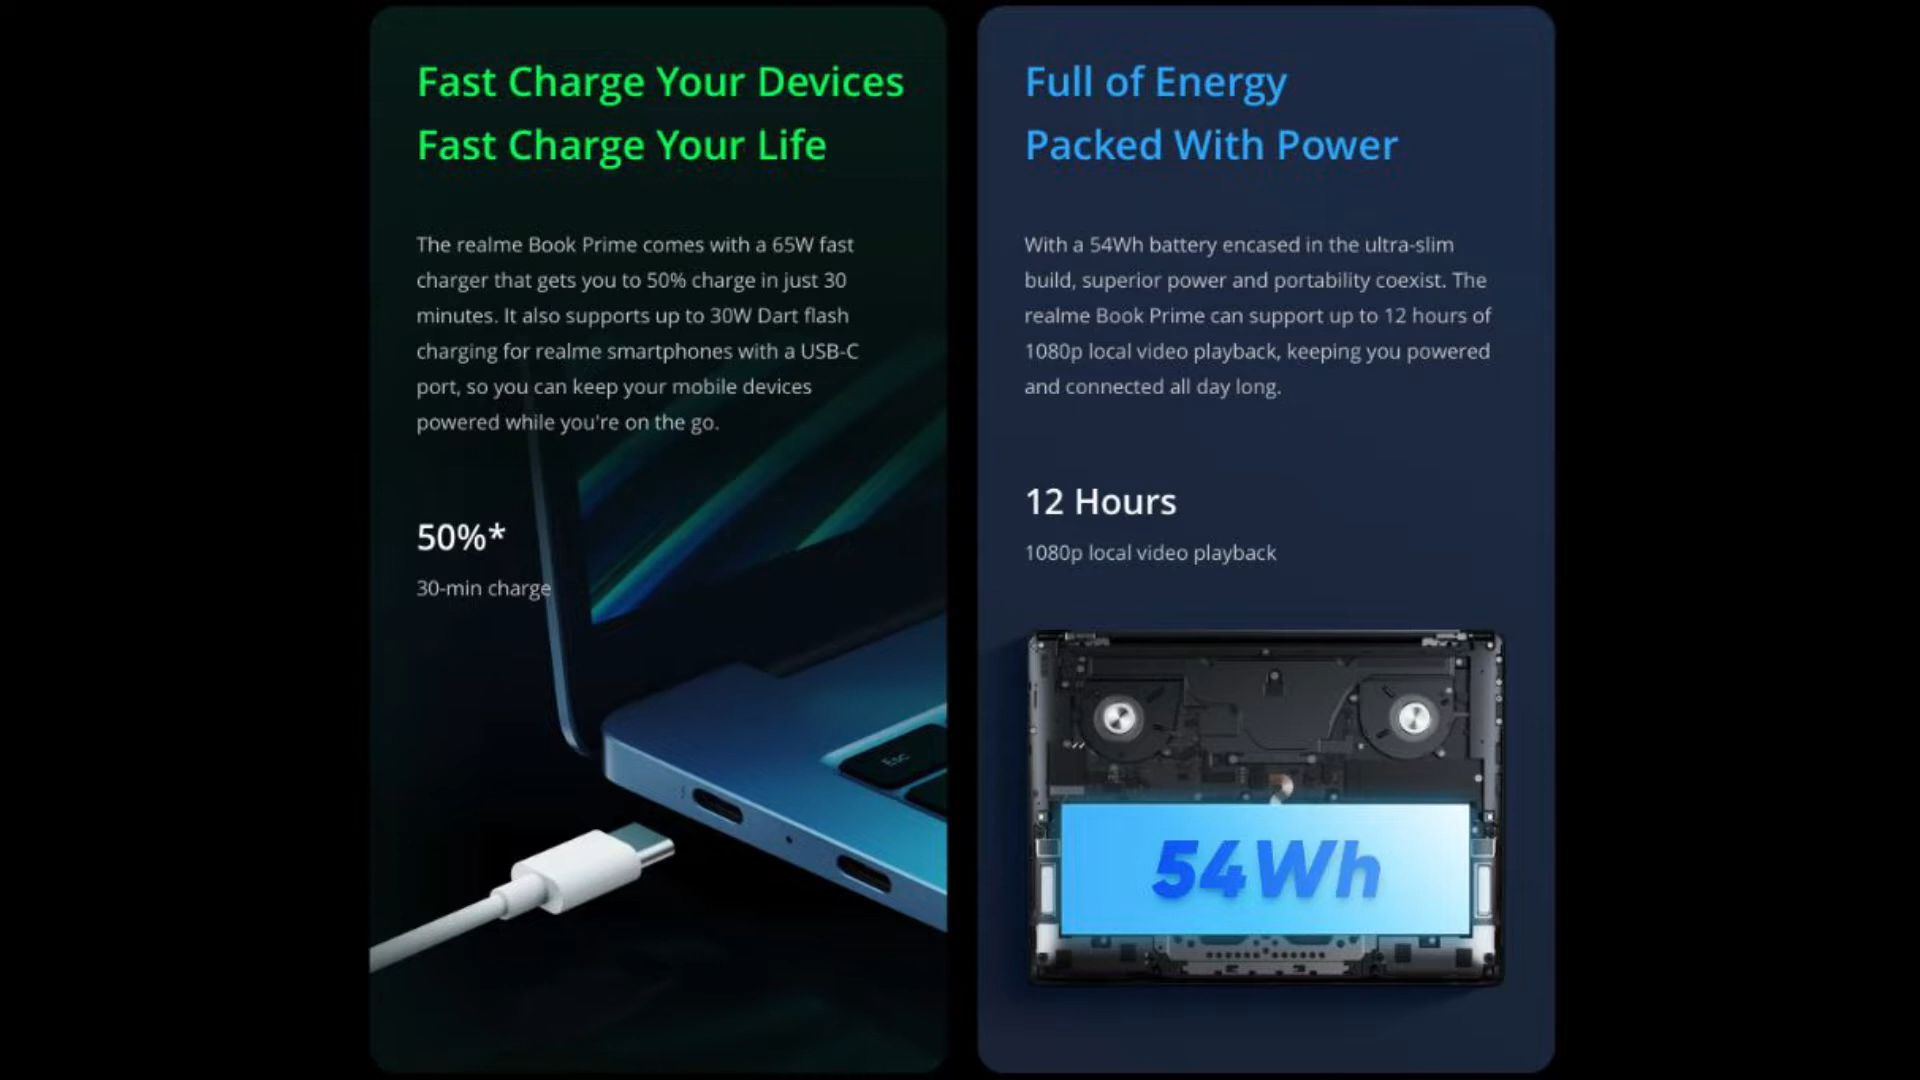 Fast Charge Your Devices
Fast Charge Your Life
The realme Book Prime comes with a 65W fast
charger that gets you to 50% charge in just 30
minutes. It also supports up to 30W Dart flash
charging for realme smartphones with a USB-C
port, so you can keep your mobile devices
powered while you're on the go.
50%*
30-min charge
Esc
Full of Energy
Packed With Power
With a 54Wh battery encased in the ultra-slim
build, superior power and portability coexist. The
realme Book Prime can support up to 12 hours of
1080p local video playback, keeping you powered
and connected all day long.
12 Hours
1080p local video playback
54Wh